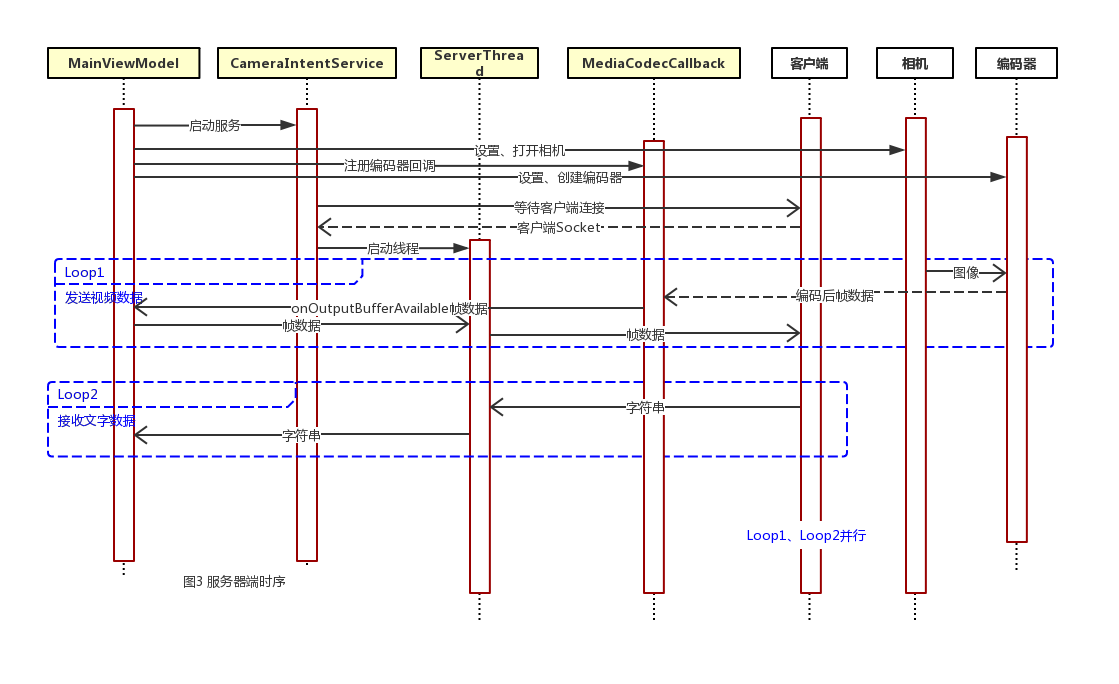 MainViewModel
CameraIntentService
ServerThrea
d
MediaCodecCallback
客户端
相机
编码器
启动服务
设置、打开相机
注册编码器回调
设置、创建编码器
等待客户端连接
客户端Socket
启动线程
Loop1
图像
发送视频数据
编码后帧数据
onOutputBufferAvailable帧数据
帧数据
帧数据
Loop2
字符串
接收文字数据
字符串
Loop1、Loop2并行
图3 服务器端时序